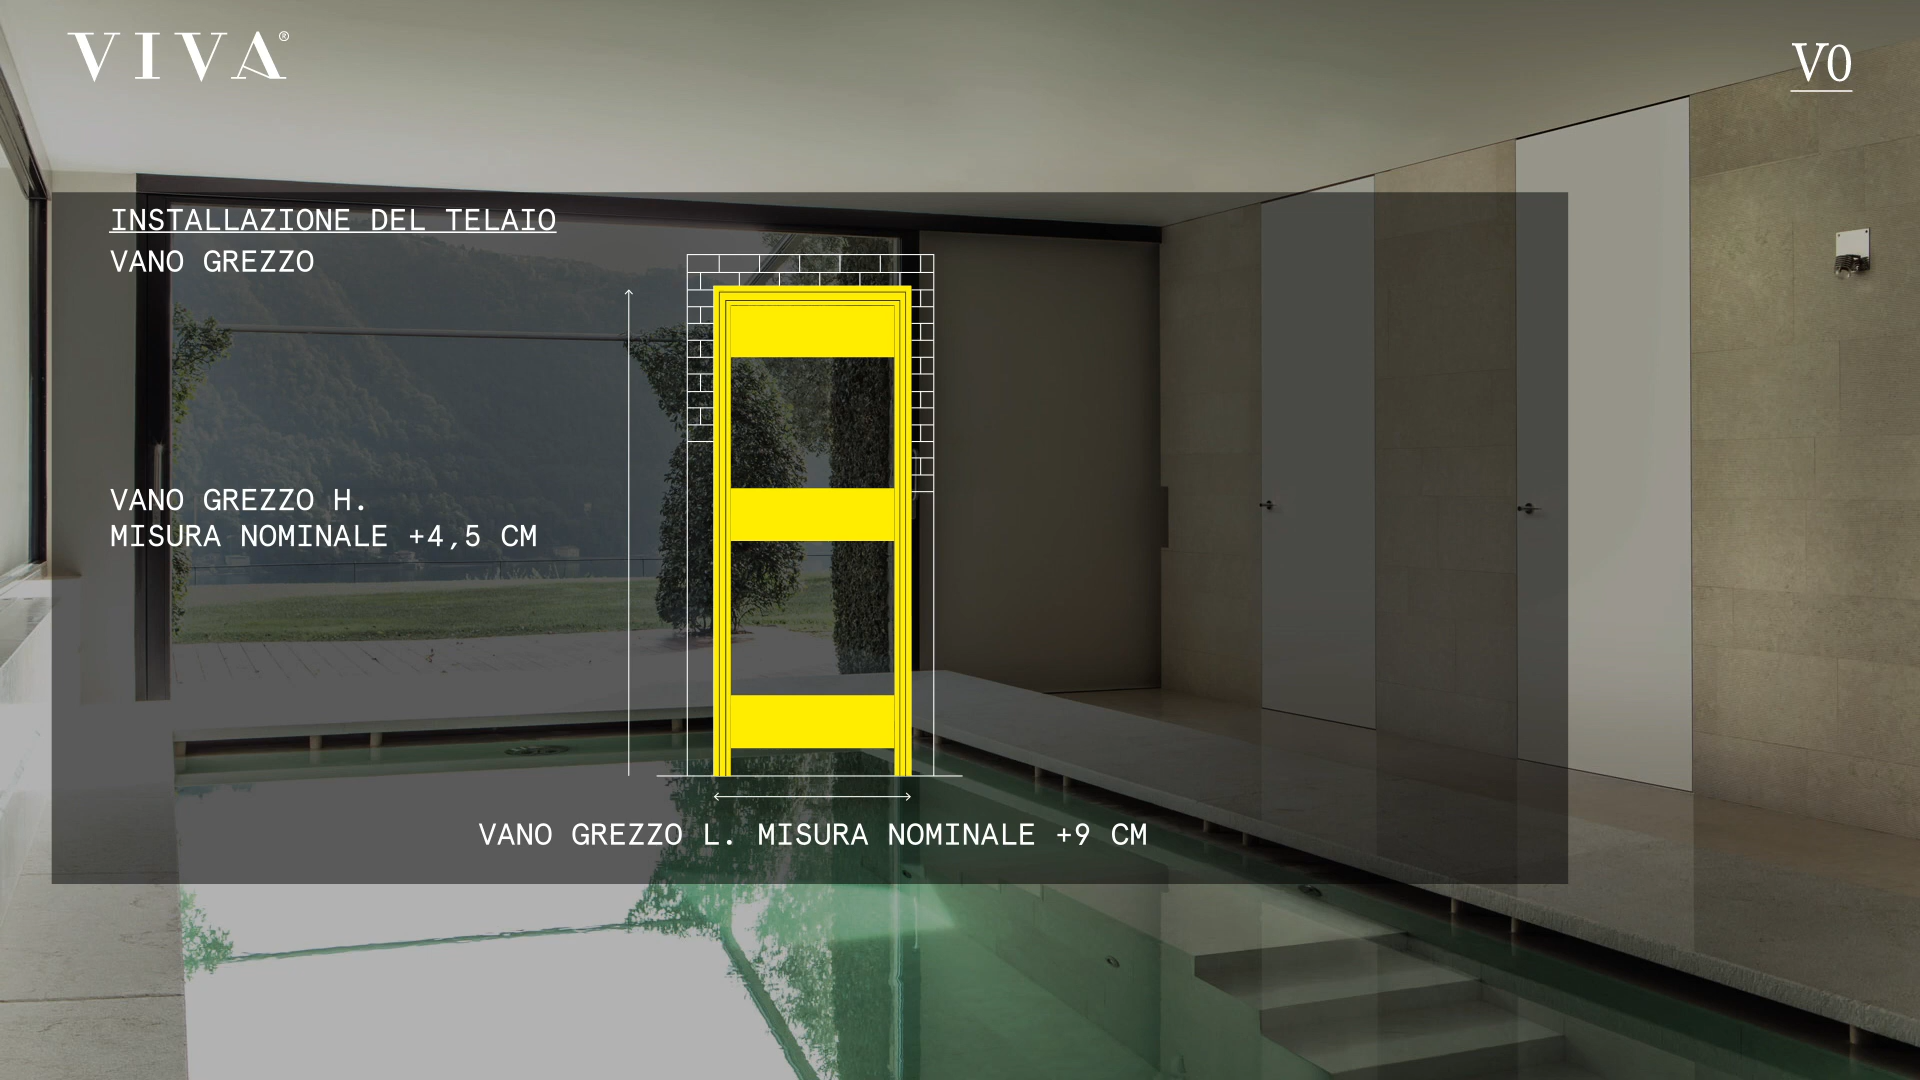 VIVA®
V0
INSTALLAZIONE DEL TELAIO
VANO GREZZO
VANO GREZZO H.
MISURA NOMINALE +4,5 CM
VANO GREZZO L. MISURA NOMINALE +9 CM